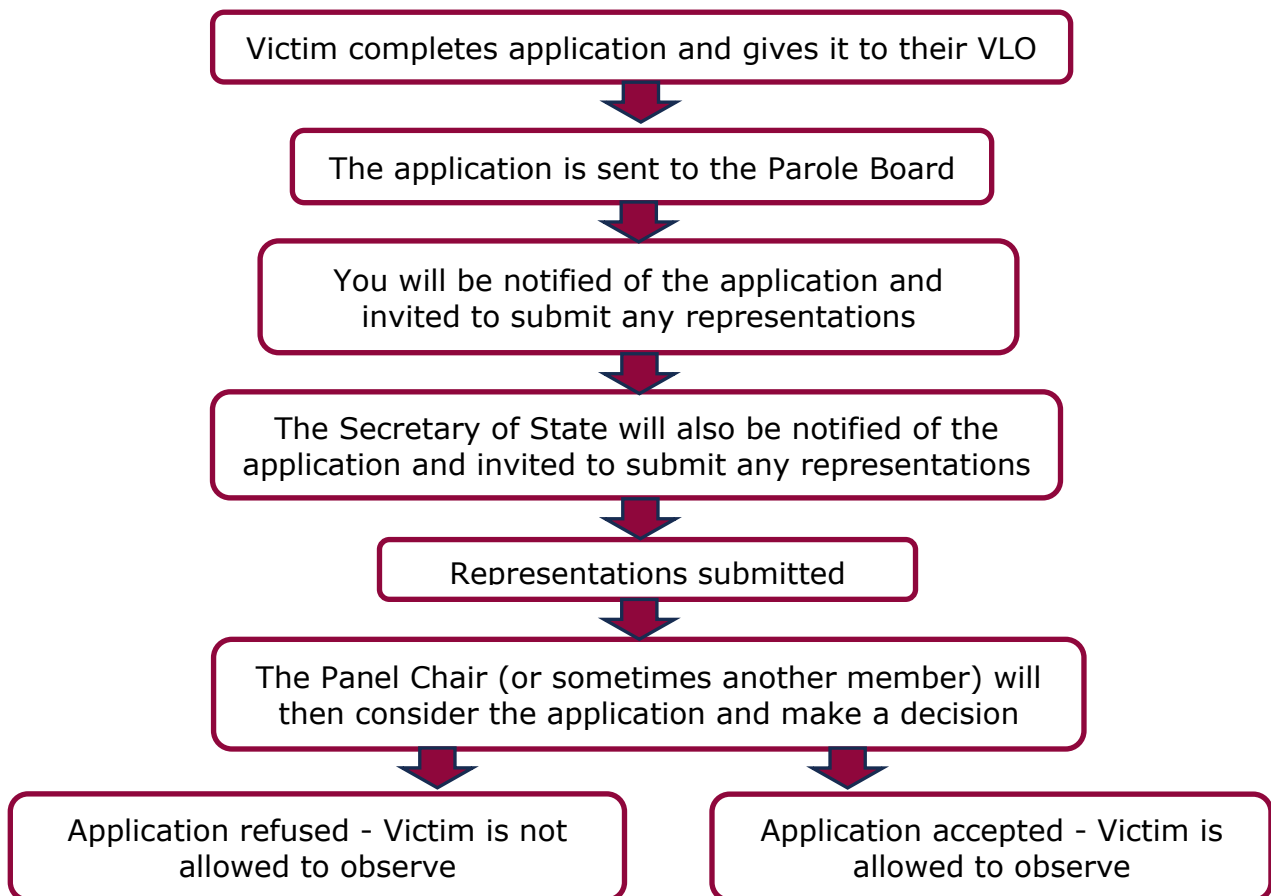 Victim completes application and gives it to their VLO
The application is sent to the Parole Board
You will be notified of the application and
invited to submit any representations
The Secretary of State will also be notified of the
application and invited to submit any representations
Representations submitted
The Panel Chair (or sometimes another member) will
then consider the application and make a decision
Application refused - Victim is not
allowed to observe
Application accepted - Victim is
allowed to observe